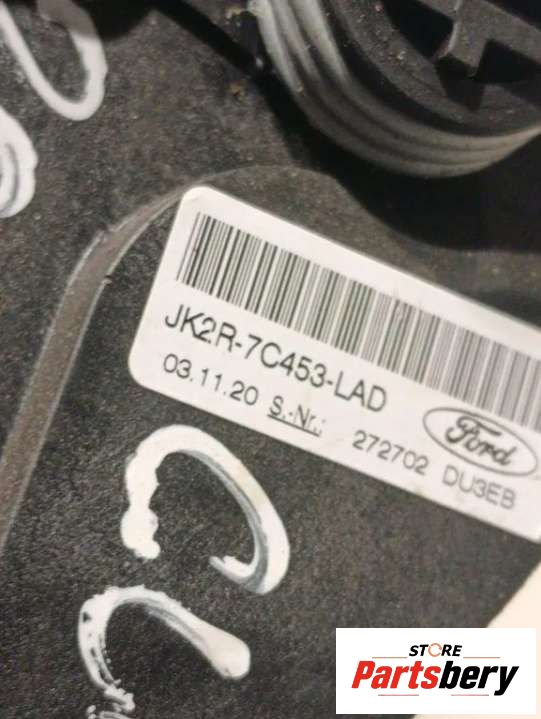 JK2R-7C453-LAD
03.11.20 S.-Nr.: 272702 DU3EB
Ford
STORE
Partsbery